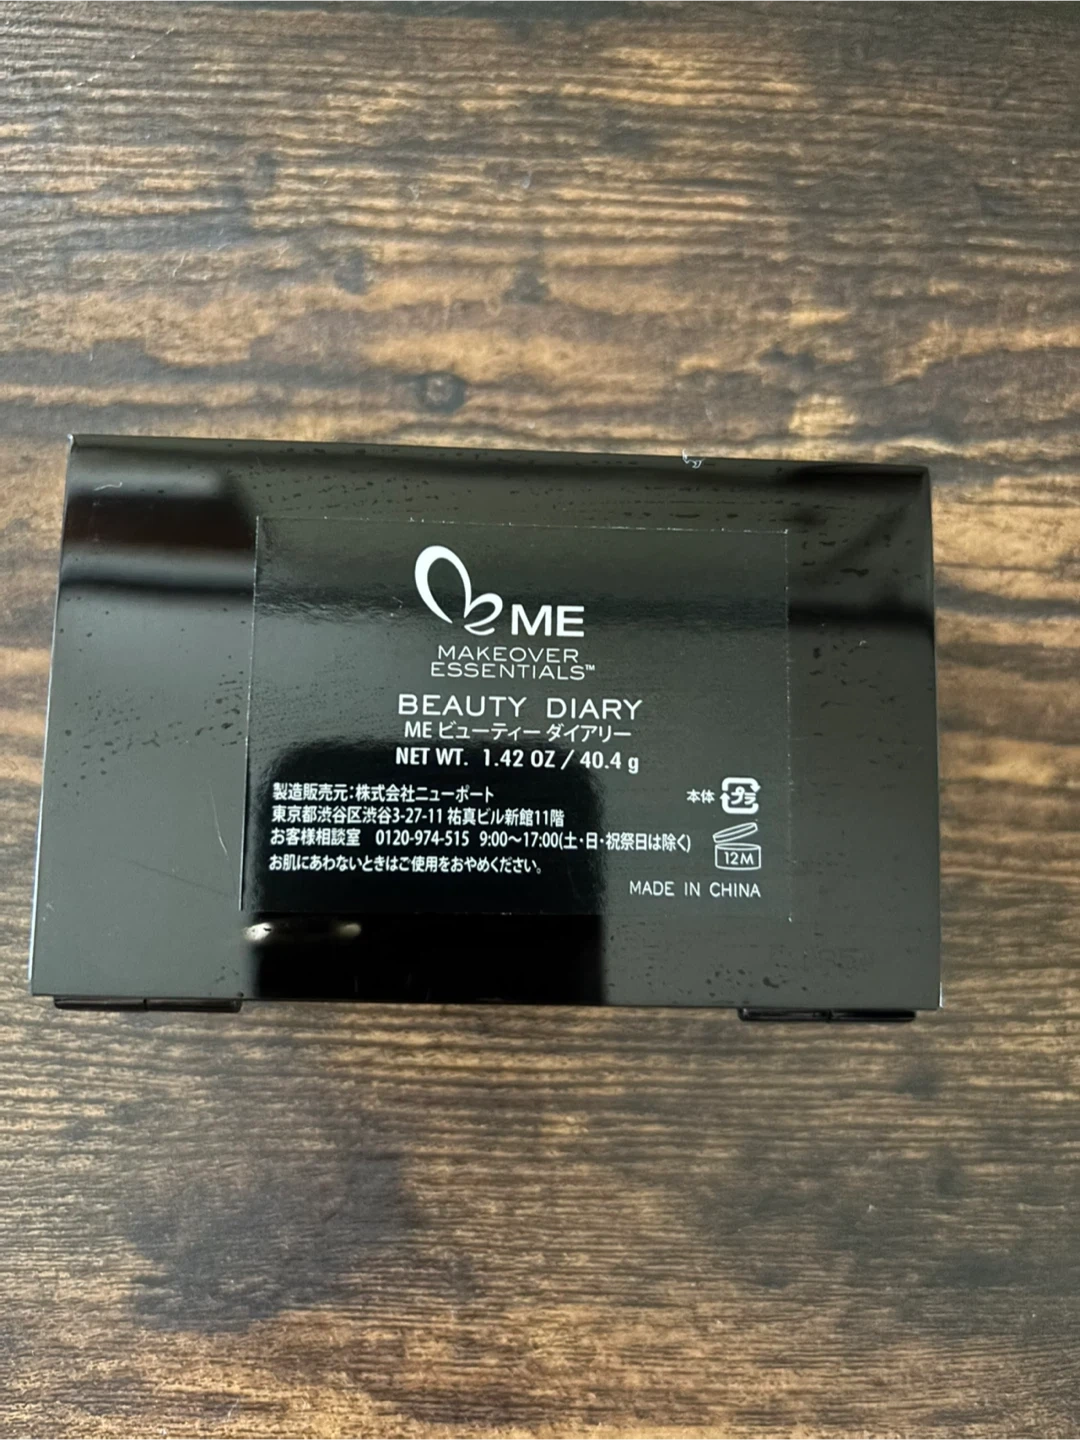 ME
MAKEOVER
ESSENTIALS™
BEAUTY DIARY
ME ビューティー ダイアリー
NET WT. 1.42 OZ / 40.4 g
製造販売元:株式会社ニューポート
東京都渋谷区渋谷3-27-11 祐真ビル新館11階
お客様相談室 0120-974-515 9:00〜17:00(土・日・祝祭日は除く)
お肌にあわないときはご使用をおやめください。
本体 プラ
12M
MADE IN CHINA